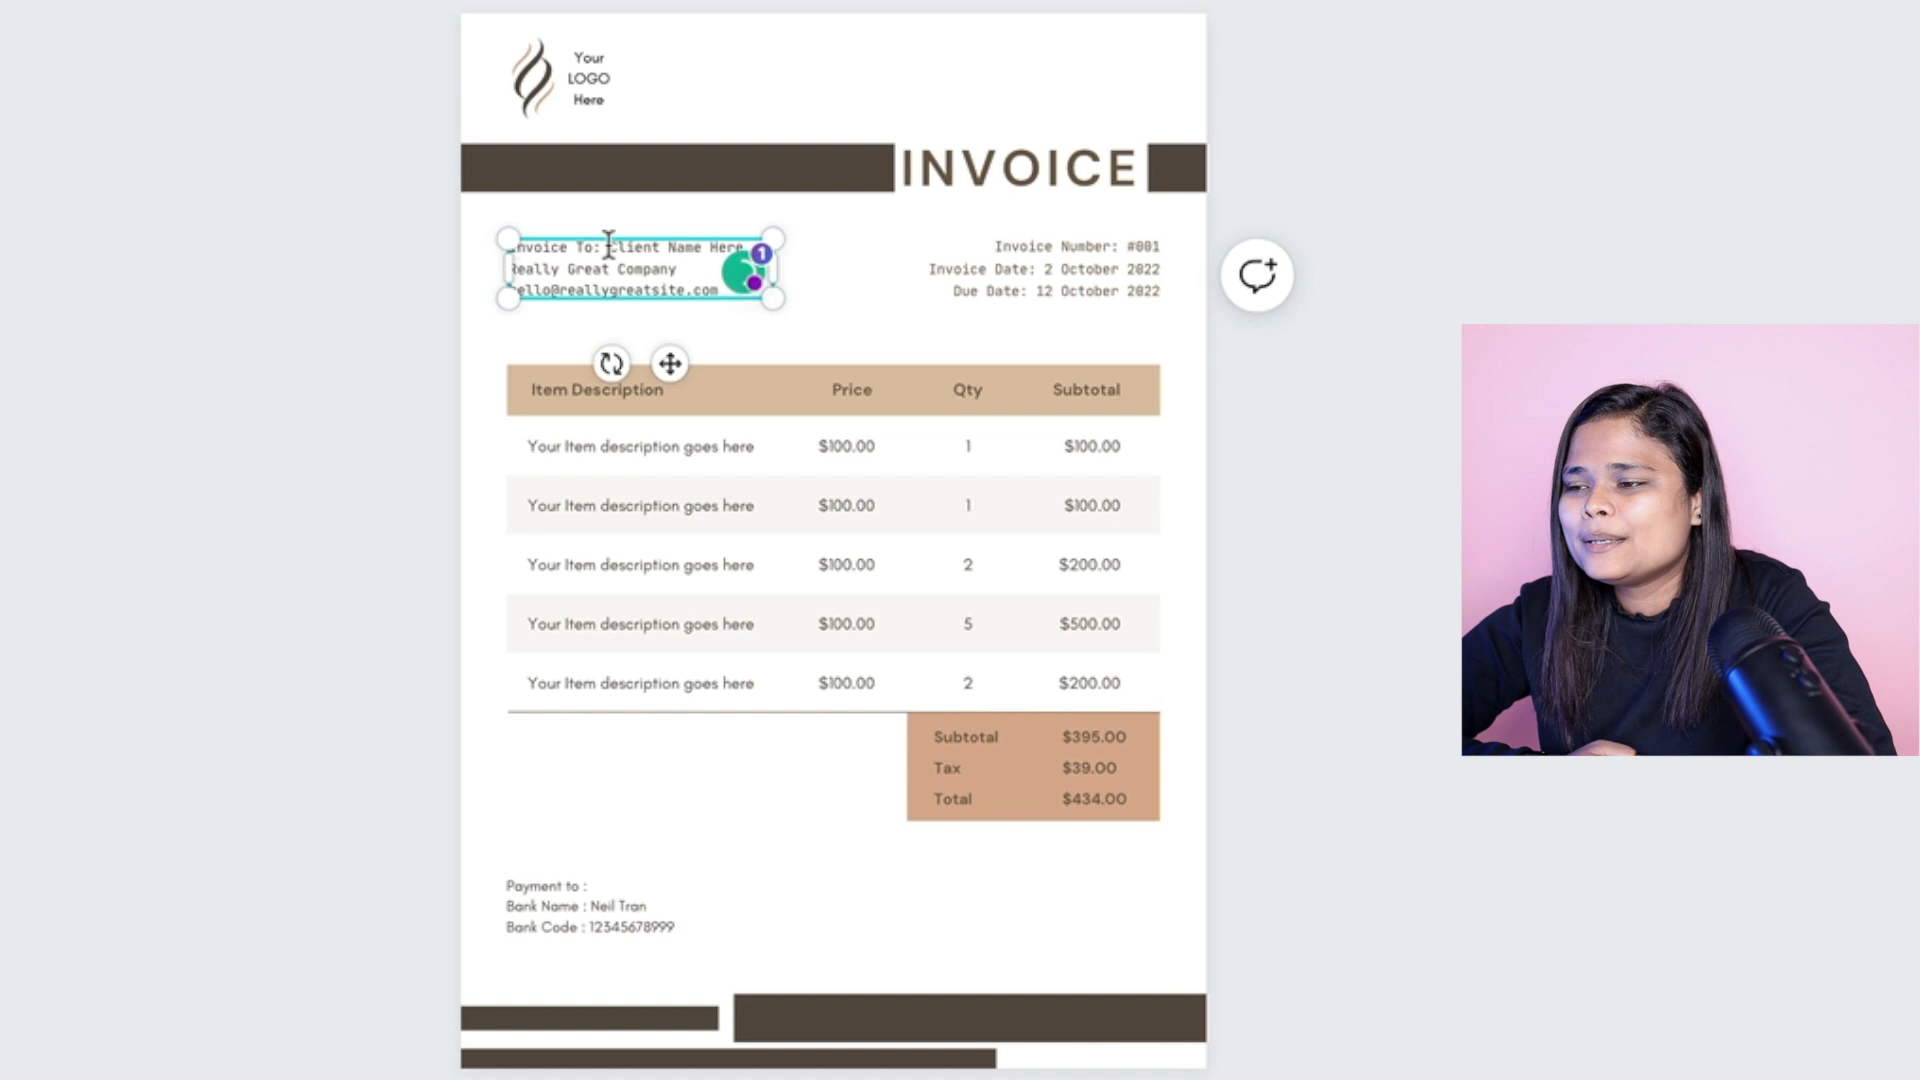 Your
LOGO
Here
INVOICE
Invoice To: Client Name Here
Really Great Company
hello@reallygreatsite.com
1
Invoice Number: #001
Invoice Date: 2 October 2022
Due Date: 12 October 2022
Item Description Price Qty Subtotal
Your Item description goes here $100.00 1 $100.00
Your Item description goes here $100.00 1 $100.00
Your Item description goes here $100.00 2 $200.00
Your Item description goes here $100.00 5 $500.00
Your Item description goes here $100.00 2 $200.00
Subtotal $395.00
Tax $39.00
Total $434.00
Payment to :
Bank Name : Neil Tran
Bank Code : 12345678999